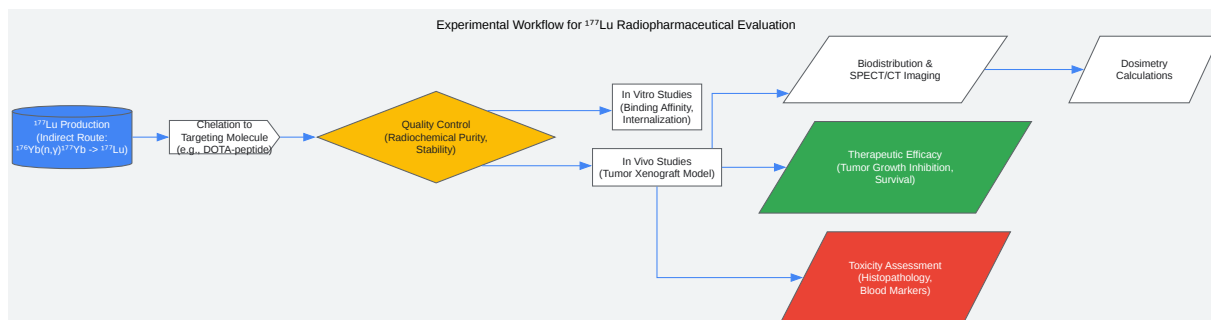 Experimental Workflow for ¹⁷⁷Lu Radiopharmaceutical Evaluation
¹⁷⁷Lu Production
(Indirect Route:
¹⁷⁶Yb(n,γ)¹⁷⁷Yb -> ¹⁷⁷Lu)
Chelation to
Targeting Molecule
(e.g., DOTA-peptide)
Quality Control
(Radiochemical Purity,
Stability)
In Vitro Studies
(Binding Affinity,
Internalization)
In Vivo Studies
(Tumor Xenograft Model)
Biodistribution &
SPECT/CT Imaging
Dosimetry
Calculations
Therapeutic Efficacy
(Tumor Growth Inhibition,
Survival)
Toxicity Assessment
(Histopathology,
Blood Markers)